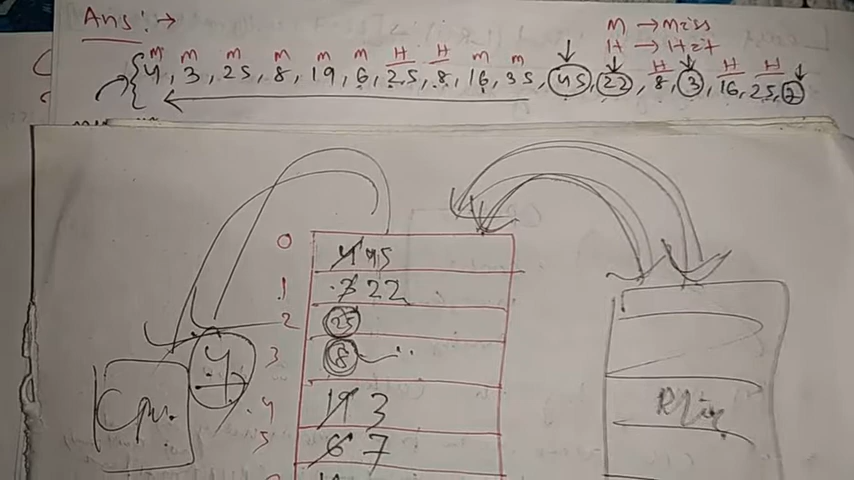 Ans:→
M → Miss
H → Hit
M M M M M M H H M M H H H
{4, 3, 25, 8, 19, 6, 25, 8, 16, 35, 45, 22, 8, 3, 16, 25, 7
0 4 45
1 3 22
2 25
3 8
4 19 3
5 6 7
Cpu
4